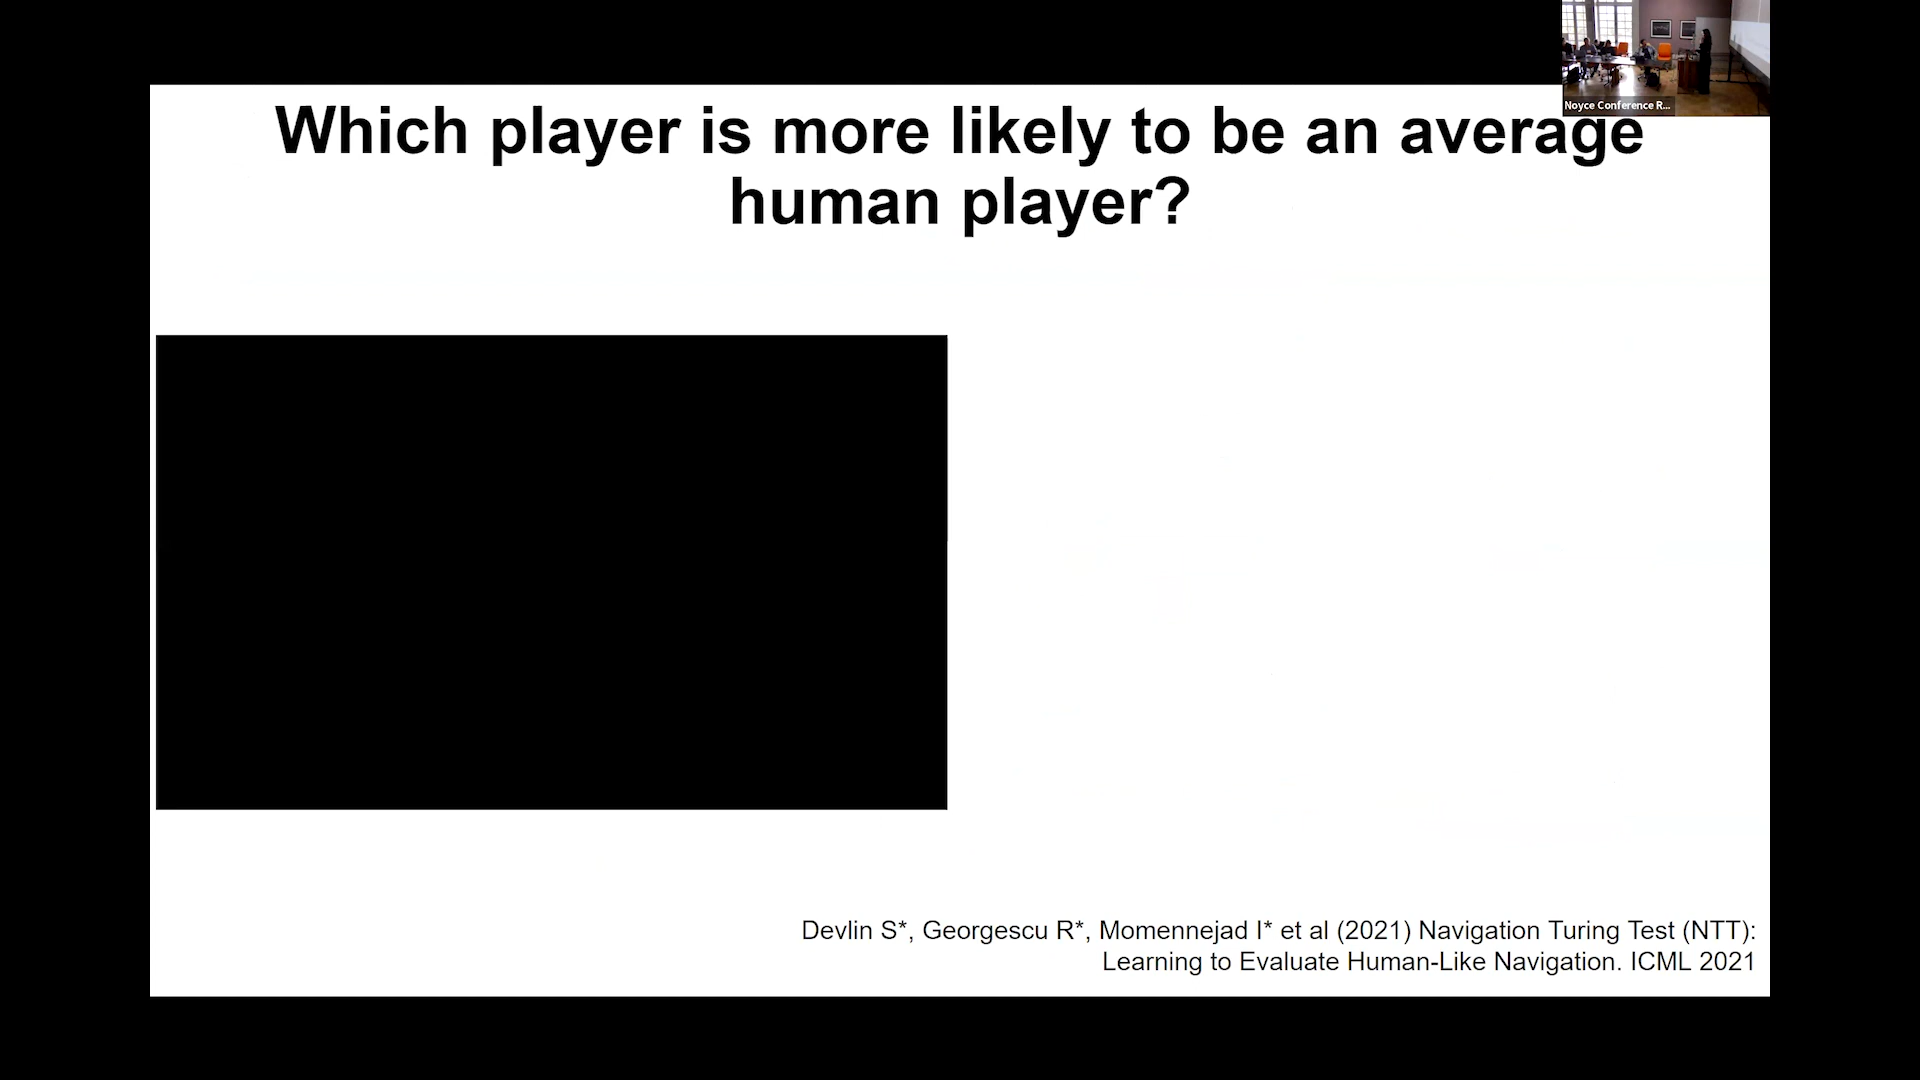 Noyce Conference R...
Which player is more likely to be an average
human player?
Devlin S*, Georgescu R*, Momennejad I* et al (2021) Navigation Turing Test (NTT):
Learning to Evaluate Human-Like Navigation. ICML 2021